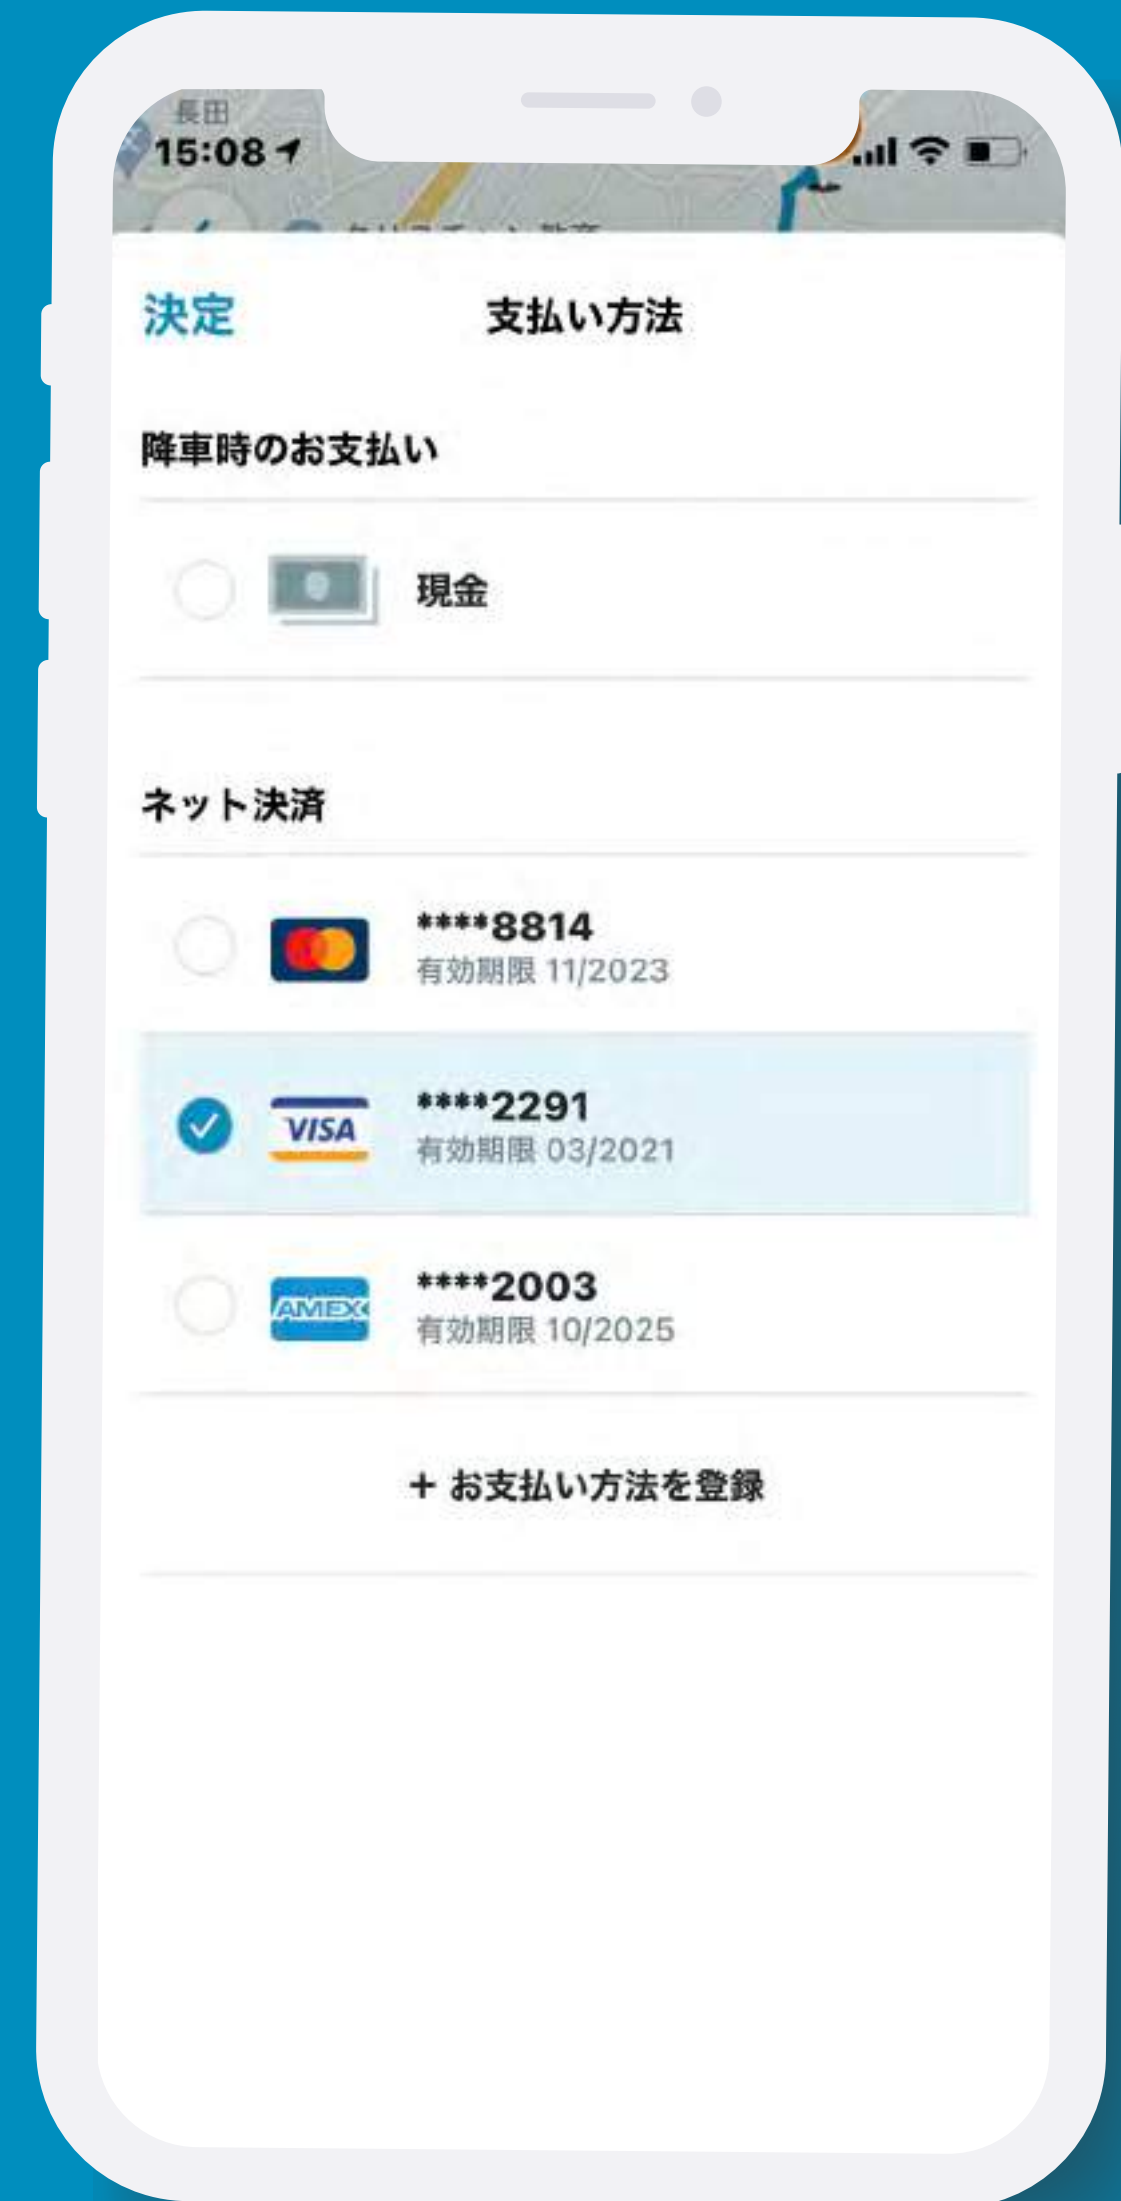 長田
15:08
決定
支払い方法
降車時のお支払い
現金
ネット決済
****8814
有効期限 11/2023
VISA
****2291
有効期限 03/2021
AMEX
****2003
有効期限 10/2025
+ お支払い方法を登録